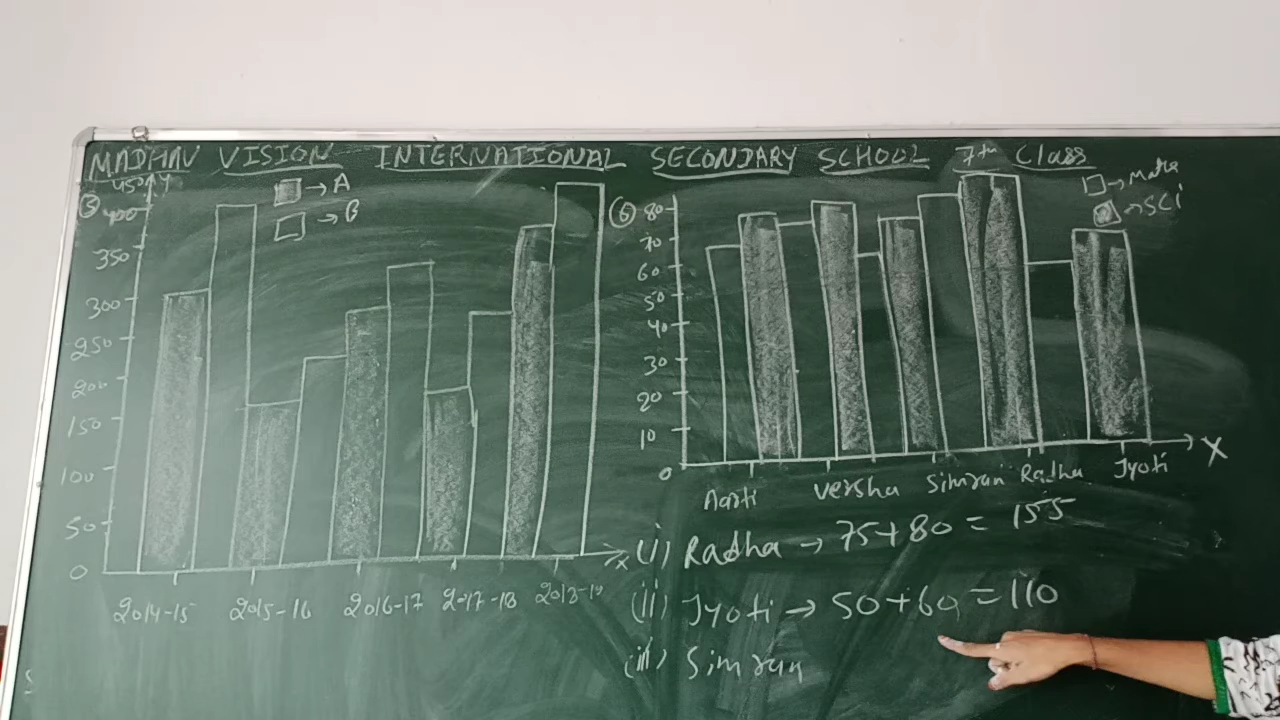 MADHAV VISION INTERNATIONAL SECONDARY SCHOOL 7th Class
(5)
→ A
→ B
400
350
300
250
200
150
100
50
0
2014-15 2015-16 2016-17 2017-18
X
(6)
→ Maths
→ SCI
80
70
60
50
40
30
20
10
0
Aarti Versha Simran Radha Jyoti X
(i) Radha → 75+80 = 155
(ii) Jyoti → 50+60 = 110
(iii) Simran